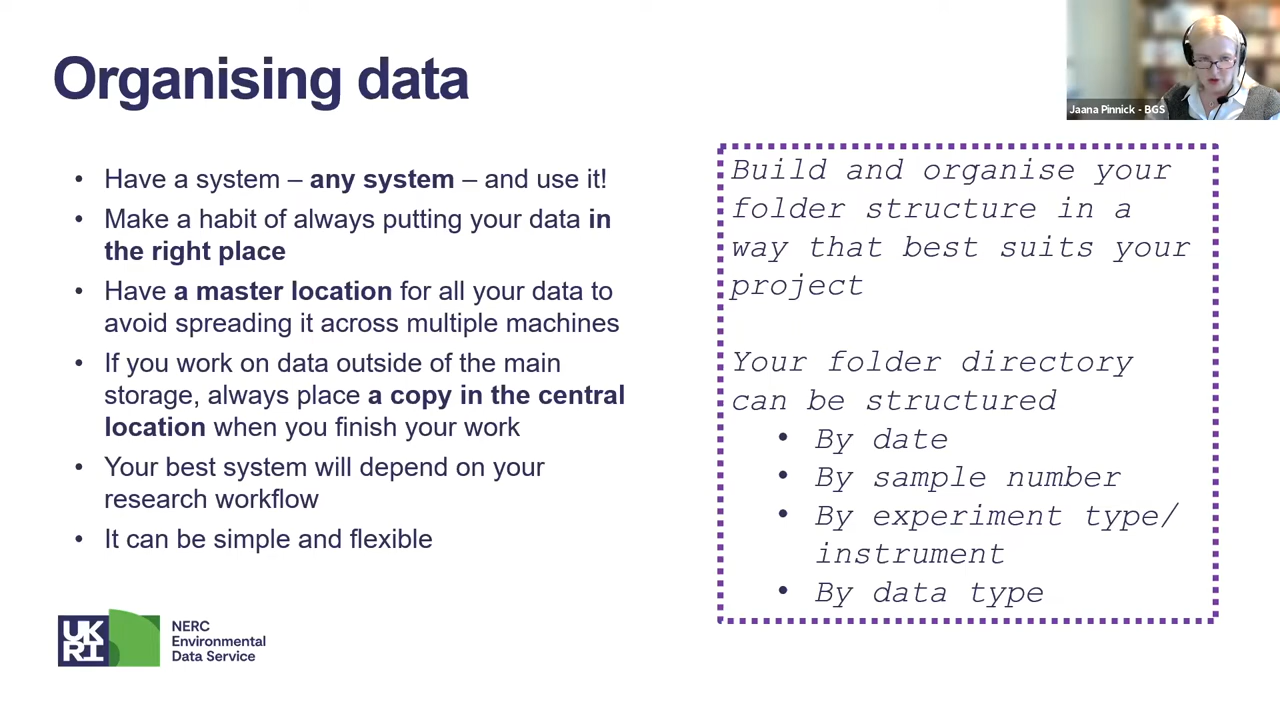 Organising data
Jaana Pinnick - BGS
• Have a system – any system – and use it!
• Make a habit of always putting your data in
the right place
• Have a master location for all your data to
avoid spreading it across multiple machines
• If you work on data outside of the main
storage, always place a copy in the central
location when you finish your work
• Your best system will depend on your
research workflow
• It can be simple and flexible
Build and organise your
folder structure in a
way that best suits your
project
Your folder directory
can be structured
• By date
• By sample number
• By experiment type/
instrument
• By data type
UK
RI
NERC
Environmental
Data Service